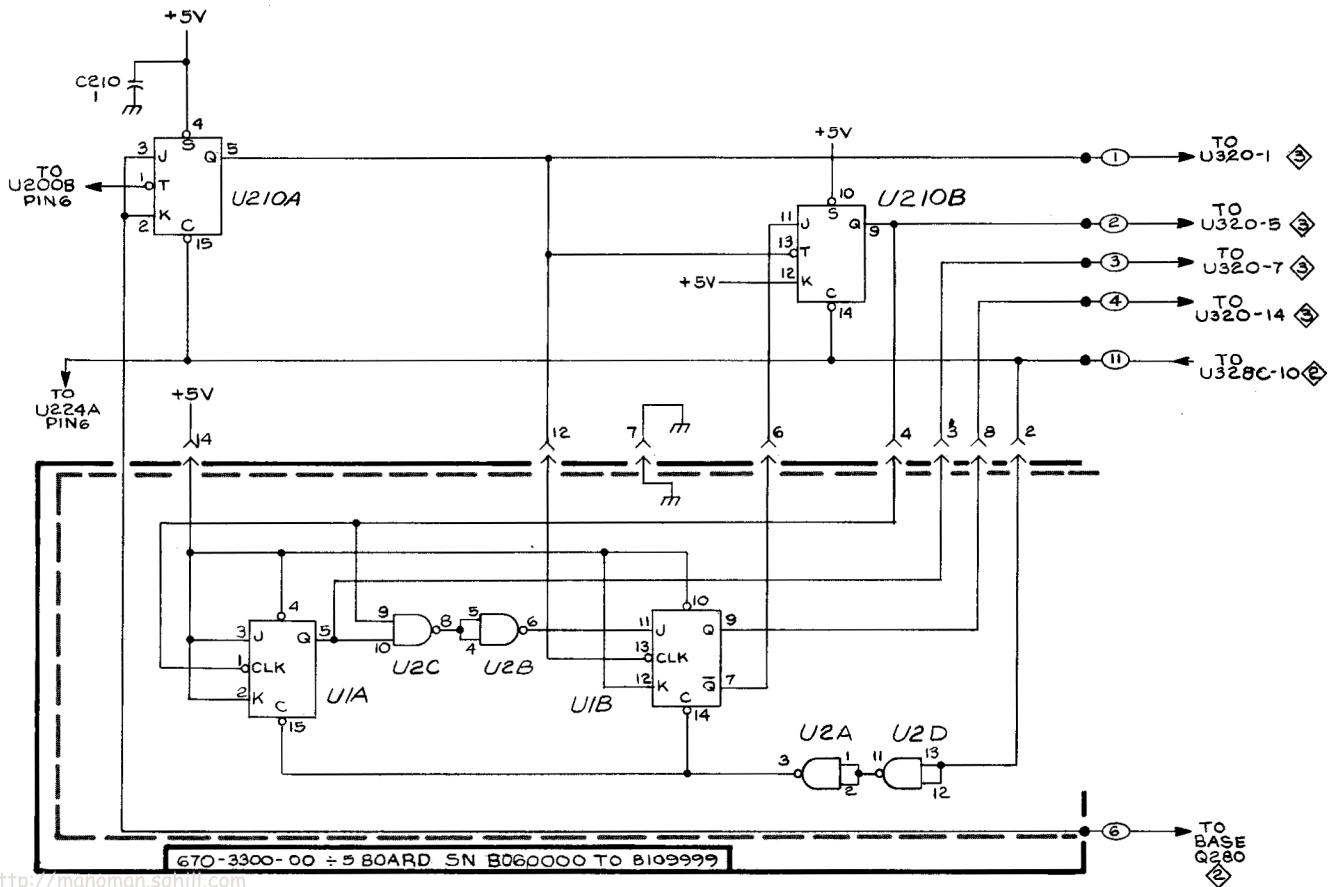 +5V
C210
1
4
S
3 J Q 5
TO
U200B
PIN6
1 T
U210A
K
2
C
15
+5V
10
S
U210B
11 J Q 9
13 T
+5V 12 K
C
14
1 TO
U320-1 3
2 TO
U320-5 3
3 TO
U320-7 3
4 TO
U320-14 3
11 TO
U328C-10 2
TO
U224A
PIN6
+5V
14
12
7
6
4
3
8
2
4
3 J Q 5
1 CLK
2 K
C
15
U1A
9
10
8
U2C
5
4
6
U2B
10
11 J Q 9
13 CLK
12 K Q̅ 7
C
14
U1B
U2A
3
1
2
U2D
11
13
12
6 TO
BASE
Q280
2
670-3300-00 ÷5 BOARD SN B060000 TO B109999
ttp://manoman.sqhill.com